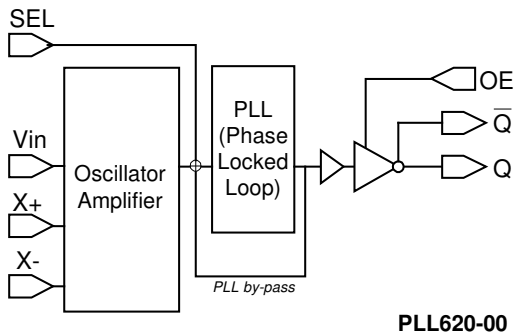 SEL
Vin
X+
X-
Oscillator
Amplifier
PLL
(Phase
Locked
Loop)
PLL by-pass
OE
Q̅
Q
PLL620-00